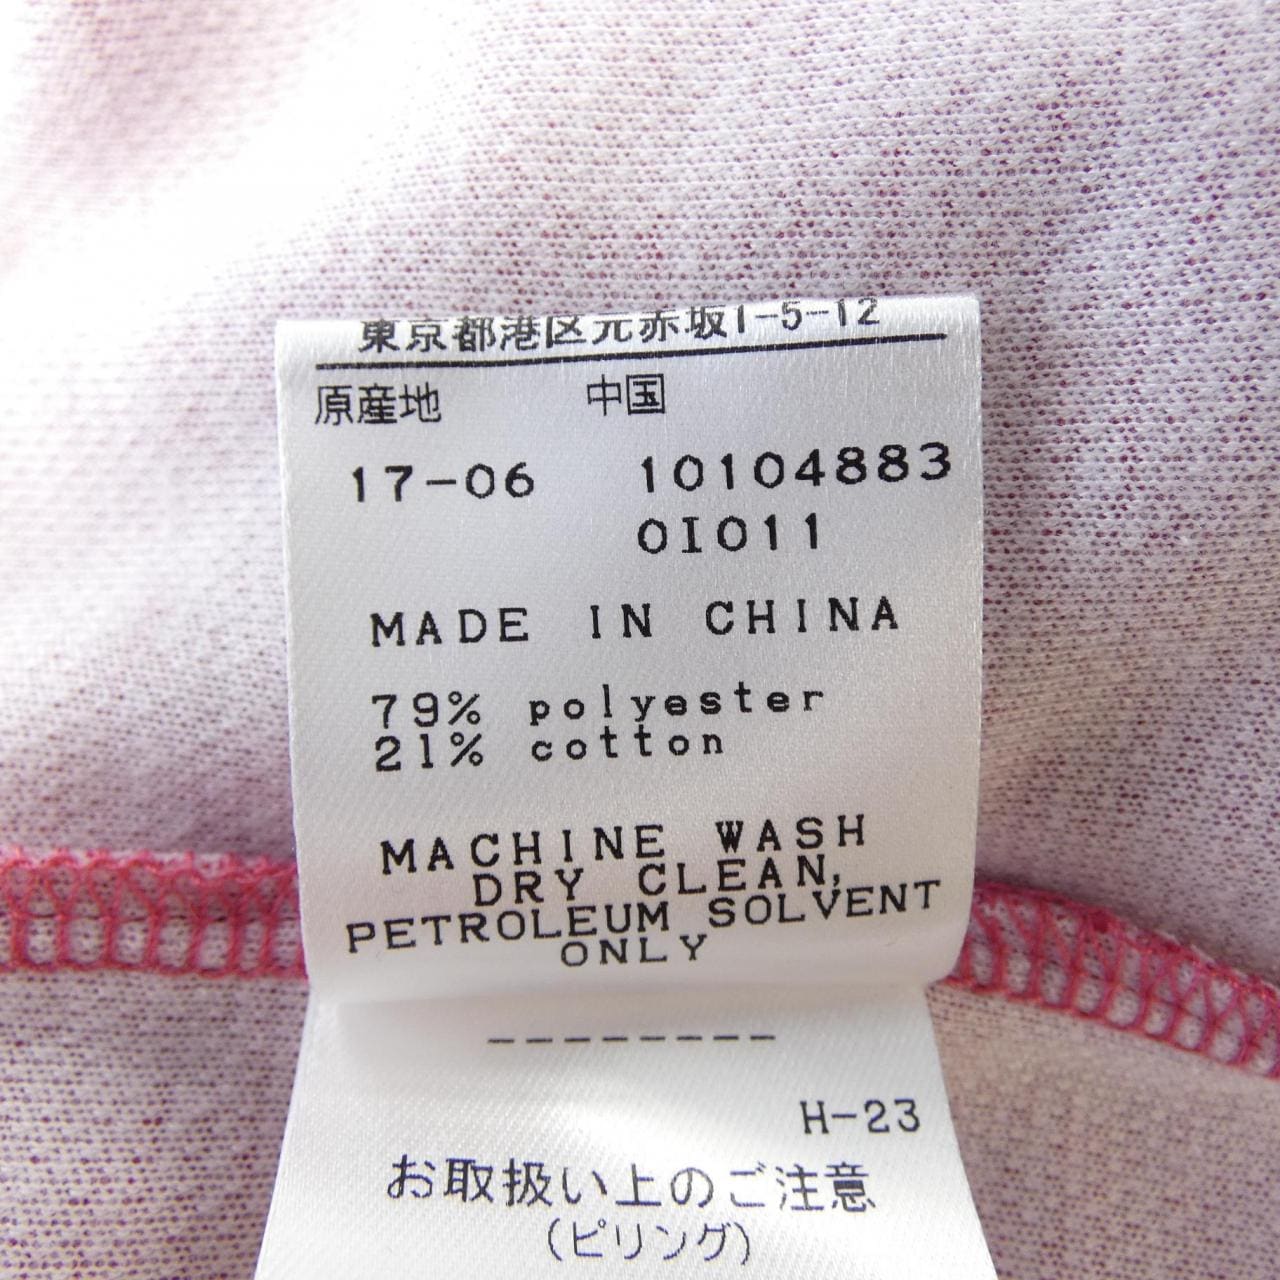 東京都港区元赤坂1-5-12
原産地 中国
17-06 10104883
0I011
MADE IN CHINA
79% polyester
21% cotton
MACHINE WASH
DRY CLEAN,
PETROLEUM SOLVENT
ONLY
--------
H-23
お取扱い上のご注意
(ピリング)